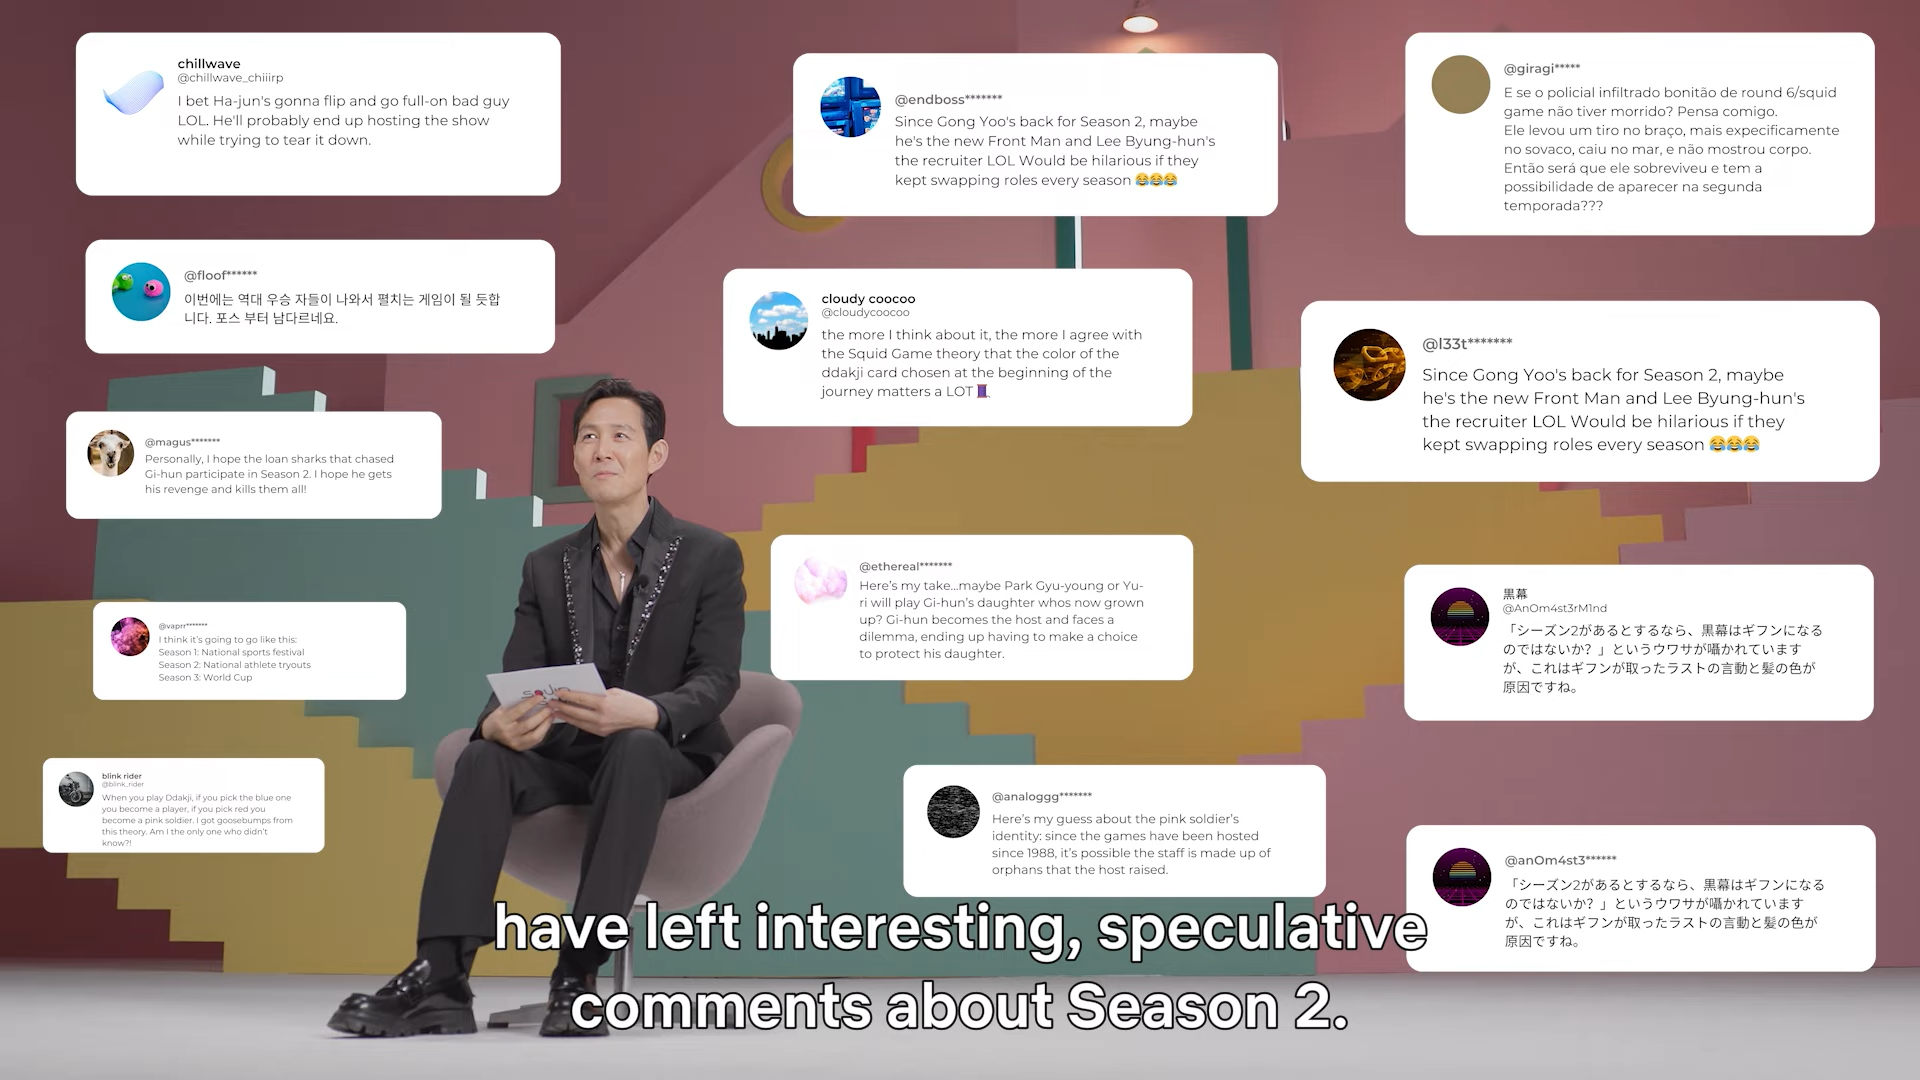 chillwave
@chillwave_chiiirp
I bet Ha-jun's gonna flip and go full-on bad guy
LOL. He'll probably end up hosting the show
while trying to tear it down.
@floof******
이번에는 역대 우승 자들이 나와서 펼치는 게임이 될 듯합
니다. 포스 부터 남다르네요.
@magus*******
Personally, I hope the loan sharks that chased
Gi-hun participate in Season 2. I hope he gets
his revenge and kills them all!
@vaprr*******
I think it's going to go like this:
Season 1: National sports festival
Season 2: National athlete tryouts
Season 3: World Cup
blink rider
@blink_rider
When you play Ddakji, if you pick the blue one
you become a player, if you pick red you
become a pink soldier. I got goosebumps from
this theory. Am I the only one who didn't
know?!
@endboss*******
Since Gong Yoo's back for Season 2, maybe
he's the new Front Man and Lee Byung-hun's
the recruiter LOL Would be hilarious if they
kept swapping roles every season 😂😂😂
cloudy coocoo
@cloudycoocoo
the more I think about it, the more I agree with
the Squid Game theory that the color of the
ddakji card chosen at the beginning of the
journey matters a LOT 🧵
@ethereal*******
Here's my take...maybe Park Gyu-young or Yu-
ri will play Gi-hun's daughter whos now grown
up? Gi-hun becomes the host and faces a
dilemma, ending up having to make a choice
to protect his daughter.
@analoggg*******
Here's my guess about the pink soldier's
identity: since the games have been hosted
since 1988, it's possible the staff is made up of
orphans that the host raised.
@giragi*****
E se o policial infiltrado bonitão de round 6/squid
game não tiver morrido? Pensa comigo.
Ele levou um tiro no braço, mais expecificamente
no sovaco, caiu no mar, e não mostrou corpo.
Então será que ele sobreviveu e tem a
possibilidade de aparecer na segunda
temporada???
@l33t*******
Since Gong Yoo's back for Season 2, maybe
he's the new Front Man and Lee Byung-hun's
the recruiter LOL Would be hilarious if they
kept swapping roles every season 😂😂😂
黒幕
@AnOm4st3rM1nd
「シーズン2があるとするなら、黒幕はギフンになる
のではないか？」というウワサが囁かれています
が、これはギフンが取ったラストの言動と髪の色が
原因ですね。
@anOm4st3******
「シーズン2があるとするなら、黒幕はギフンになる
のではないか？」というウワサが囁かれています
が、これはギフンが取ったラストの言動と髪の色が
原因ですね。
Squid
have left interesting, speculative
comments about Season 2.